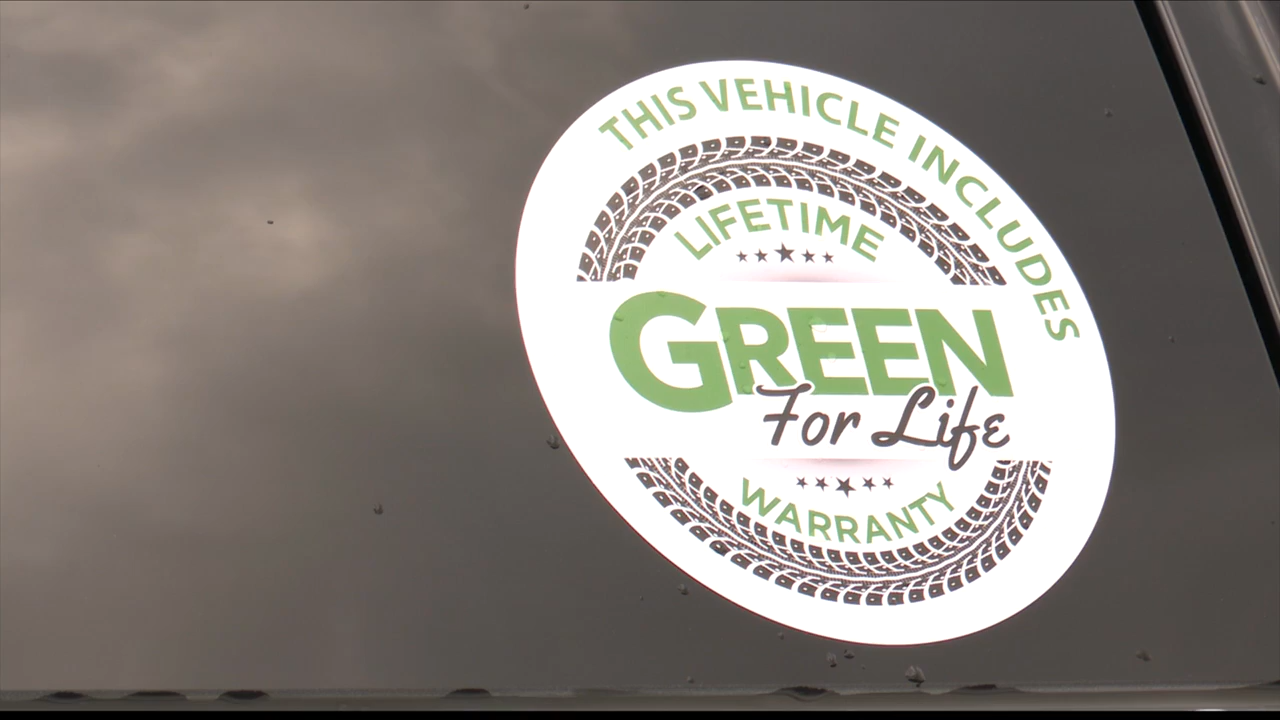 THIS VEHICLE INCLUDES
LIFETIME
GREEN
For Life
WARRANTY